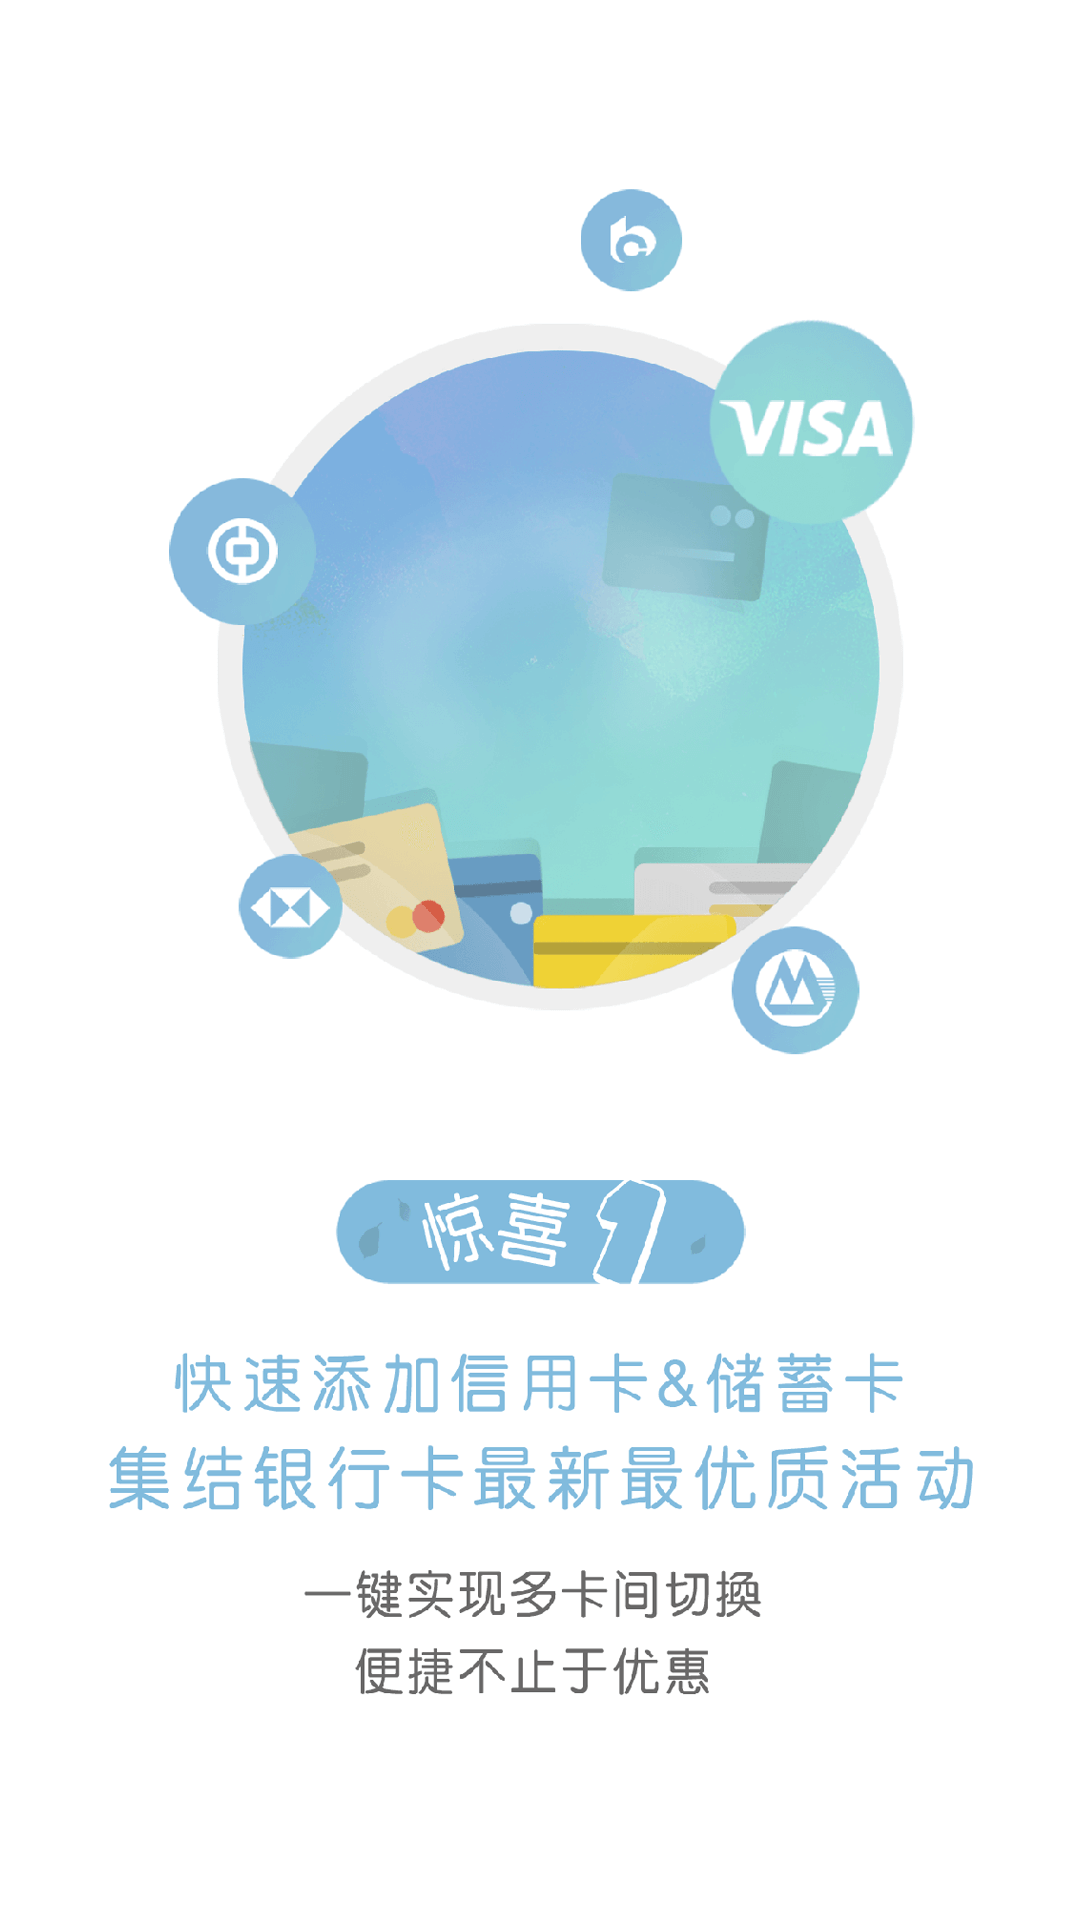 VISA
惊喜1
快速添加信用卡&储蓄卡
集结银行卡最新最优质活动
一键实现多卡间切換
便捷不止于优惠